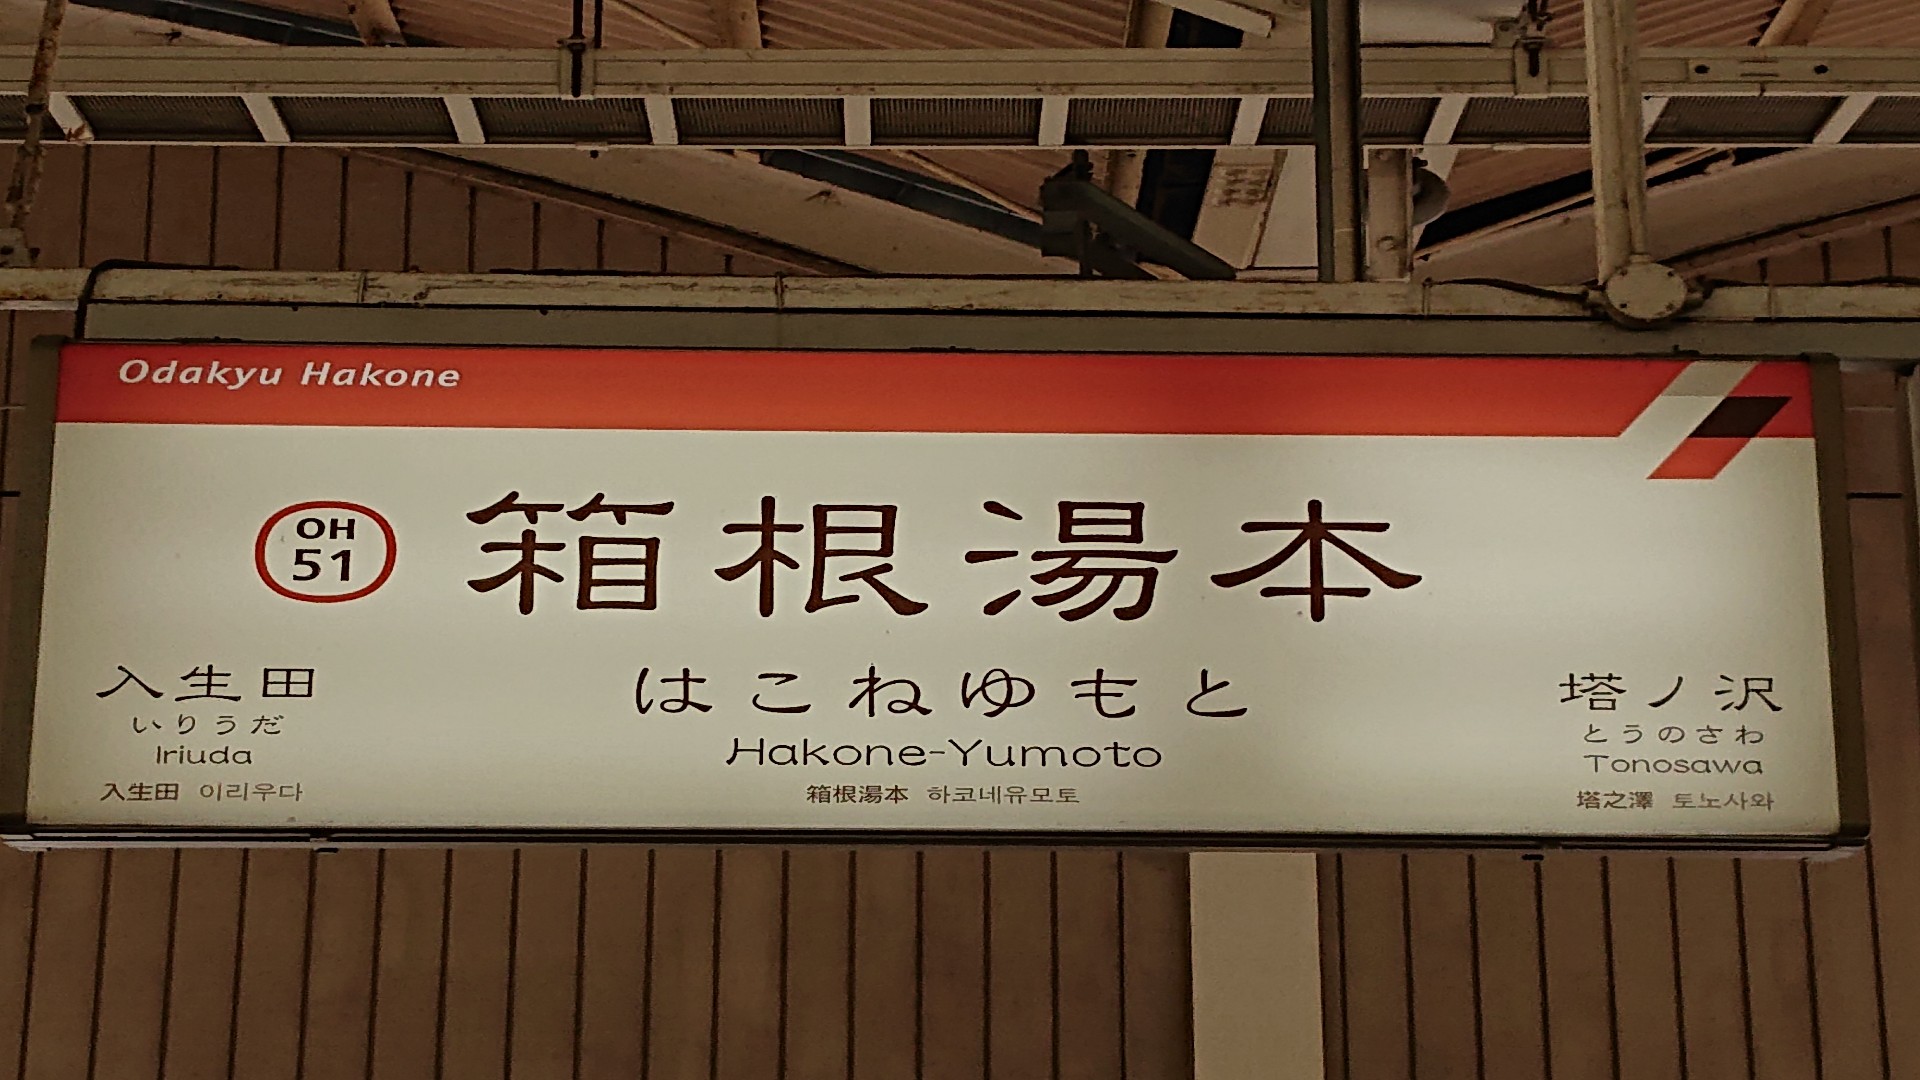 Odakyu Hakone
OH
51
箱根湯本
はこねゆもと
Hakone-Yumoto
箱根湯本 하코네유모토
入生田
いりうだ
Iriuda
入生田 이리우다
塔ノ沢
とうのさわ
Tonosawa
塔之澤 토노사와